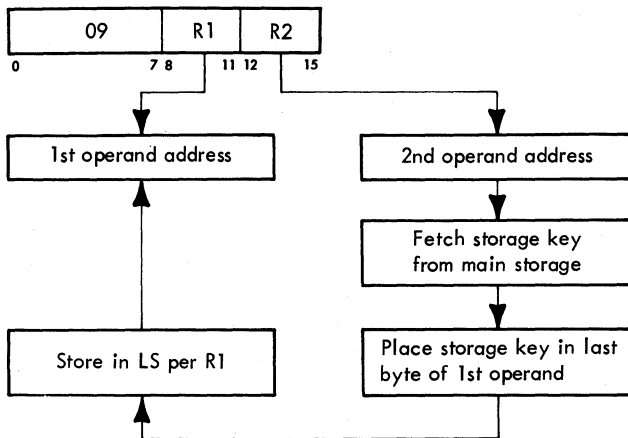 09 R1 R2
0 7 8 11 12 15
1st operand address
2nd operand address
Fetch storage key
from main storage
Store in LS per R1
Place storage key in last
byte of 1st operand